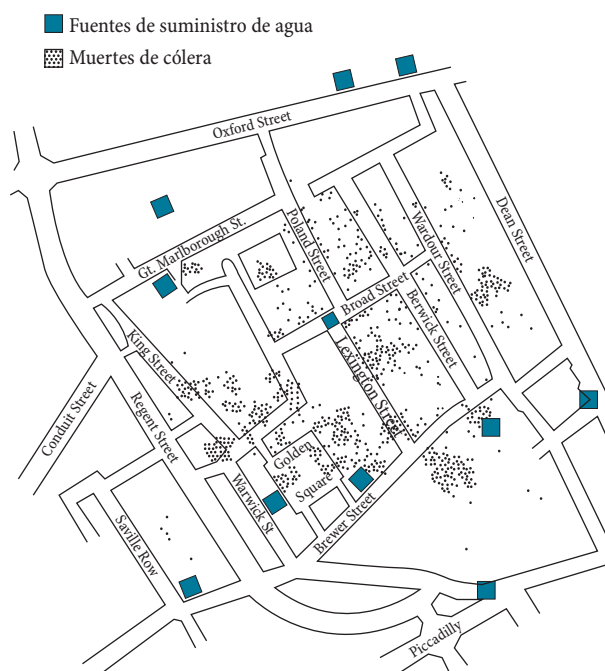 Fuentes de suministro de agua
Muertes de cólera
Oxford Street
Gt. Marlborough St.
Poland Street
Wardour Street
Dean Street
Broad Street
Berwick Street
King Street
Lexington Street
Conduit Street
Regent Street
Golden
Square
Warwick St
Brewer Street
Saville Row
Piccadilly